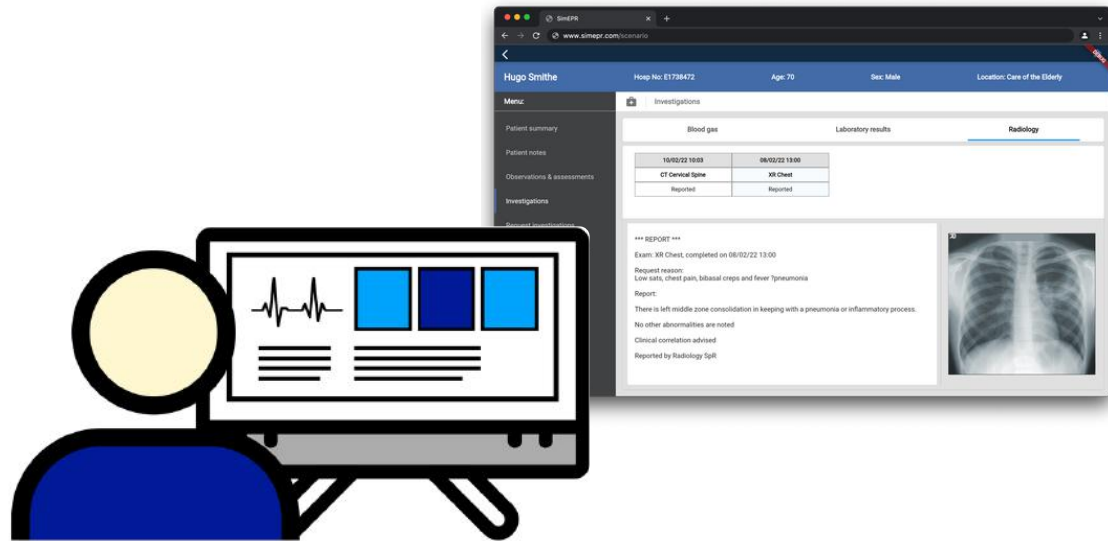 SimEPR
www.simepr.com/scenario
DEBUG
Hugo Smithe Hosp No: E1738472 Age: 70 Sex: Male Location: Care of the Elderly
Menu: Investigations
Patient summary
Blood gas Laboratory results Radiology
Patient notes
Observations & assessments
Investigations
Request investigations
10/02/22 10:03 08/02/22 13:00
CT Cervical Spine XR Chest
Reported Reported
*** REPORT ***
Exam: XR Chest, completed on 08/02/22 13:00
Request reason:
Low sats, chest pain, bibasal creps and fever ?pneumonia
Report:
There is left middle zone consolidation in keeping with a pneumonia or inflammatory process.
No other abnormalities are noted
Clinical correlation advised
Reported by Radiology SpR